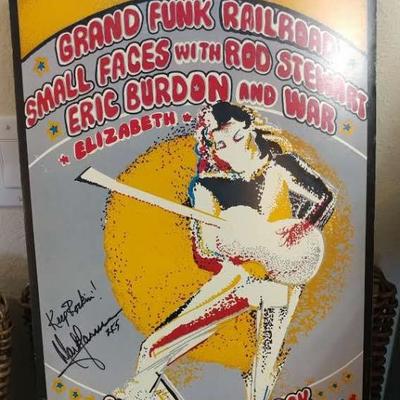 GRAND FUNK RAILROAD
SMALL FACES WITH ROD STEWART
ERIC BURDON AND WAR
* ELIZABETH *
Keep Rockin'!